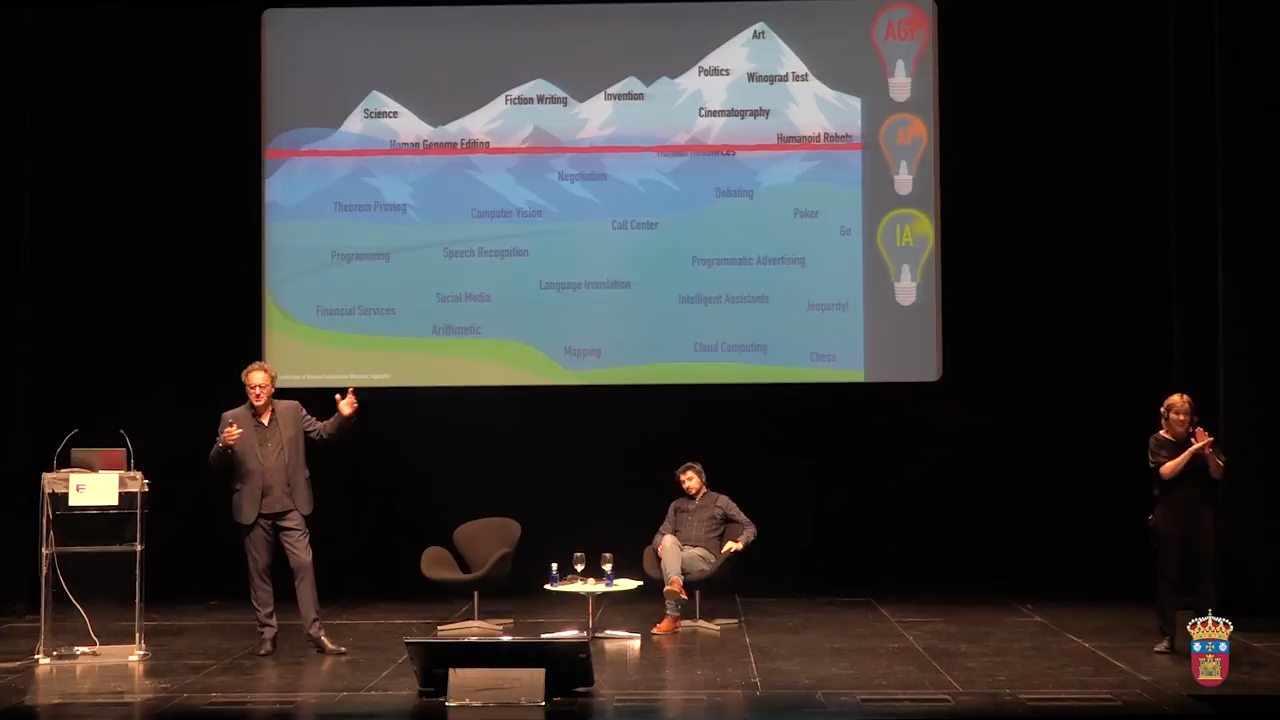 Art
AGI
Politics
Winograd Test
Fiction Writing
Invention
Science
Cinematography
Humanoid Robots
Human Genome Editing
Human Resources
Negotiation
Debating
Theorem Proving
Computer Vision
Poker
Call Center
Go
IA
Programming
Speech Recognition
Programmatic Advertising
Language translation
Social Media
Intelligent Assistants
Jeopardy!
Financial Services
Arithmetic
Mapping
Cloud Computing
Chess